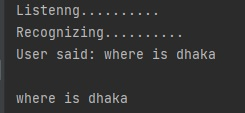 Listenng..........
Recognizing..........
User said: where is dhaka
where is dhaka